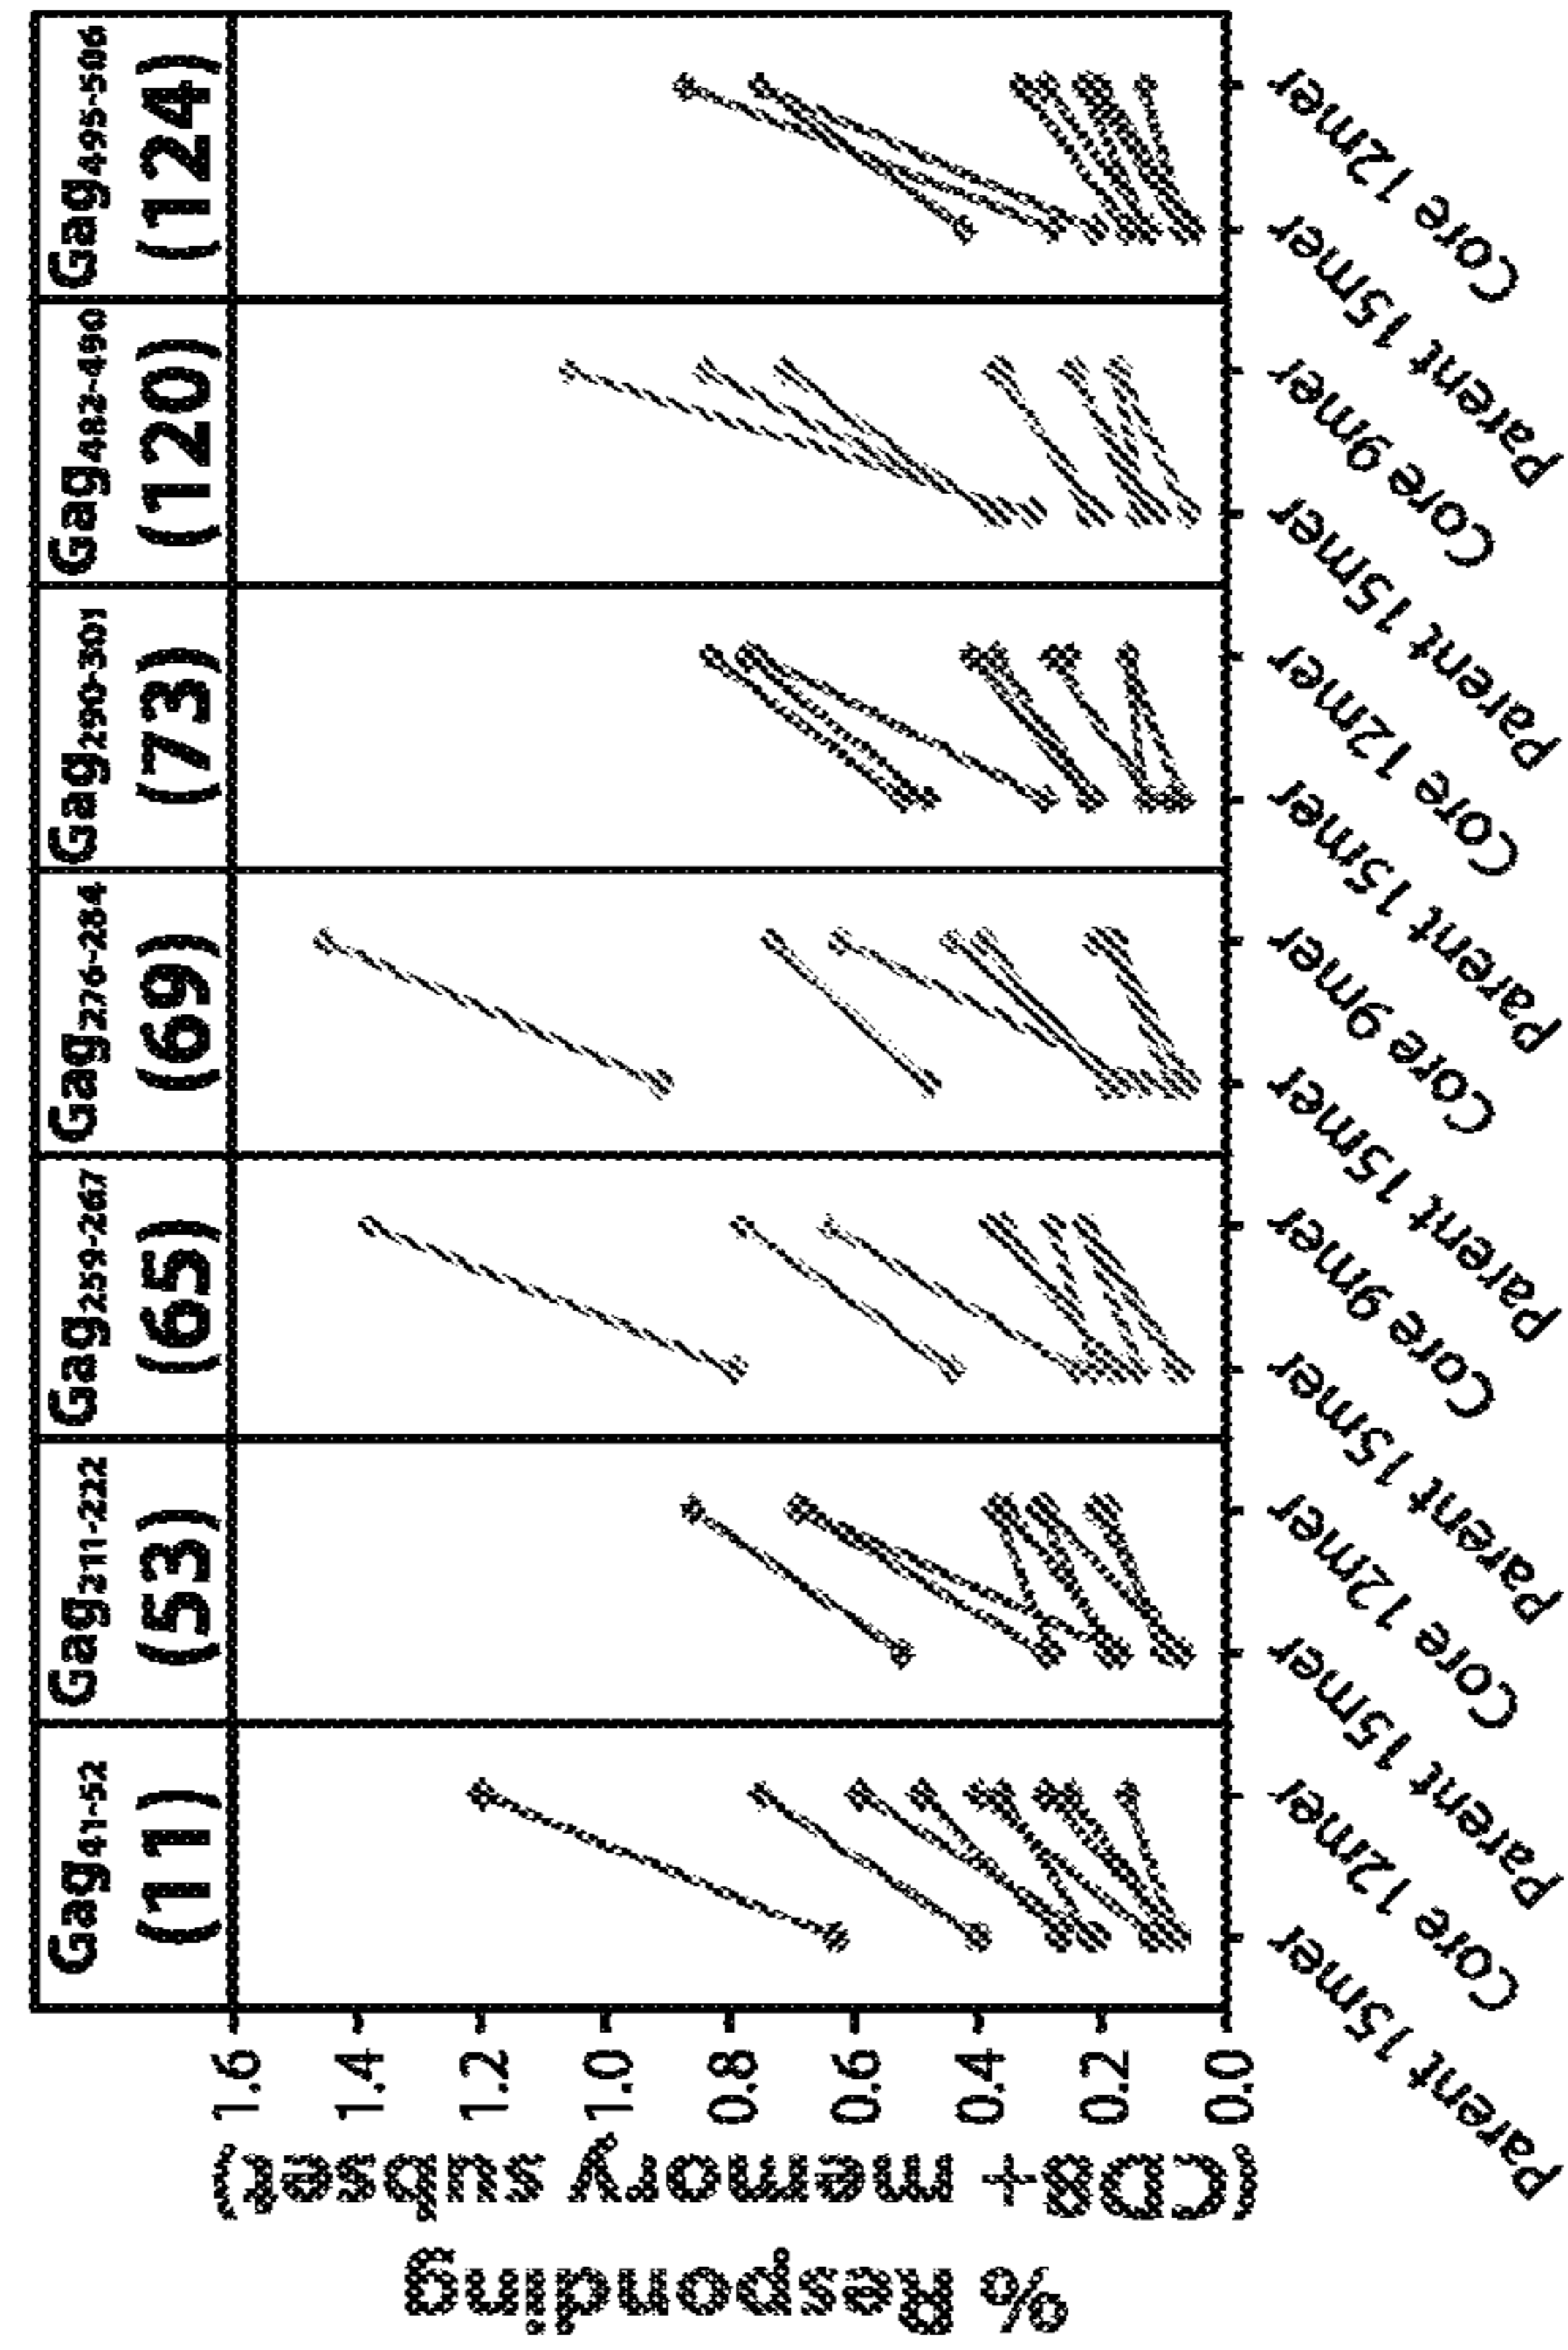 % Responding
(CD8+ memory subset)
1.6
1.4
1.2
1.0
0.8
0.6
0.4
0.2
0.0
Gag41-52
(11)
Gag211-222
(53)
Gag259-267
(65)
Gag276-284
(69)
Gag290-301
(73)
Gag482-490
(120)
Gag495-506
(124)
Parent 15mer
Core 12mer
Parent 15mer
Core 12mer
Parent 15mer
Core 9mer
Parent 15mer
Core 9mer
Parent 15mer
Core 12mer
Parent 15mer
Core 9mer
Parent 15mer
Core 12mer